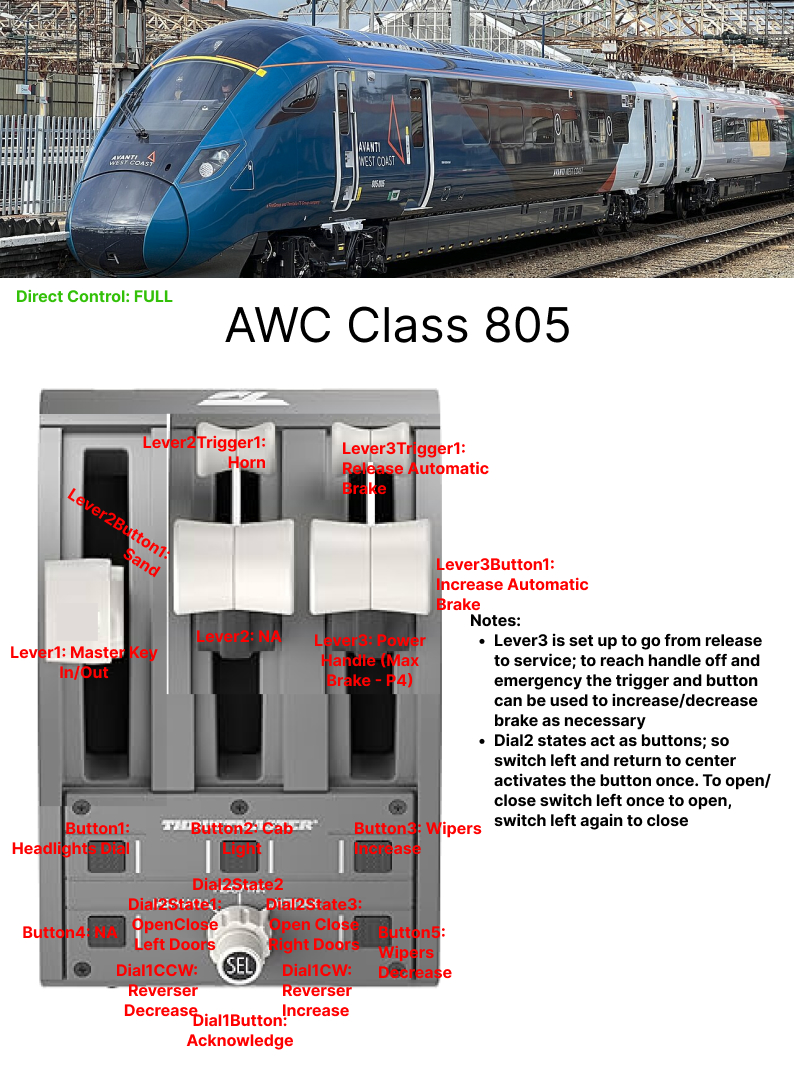 AVANTI
WEST COAST
AVANTI
WEST COAST
805 005
AVANTI WEST COAST
Direct Control: FULL
AWC Class 805
Lever2Trigger1:
Horn
Lever3Trigger1:
Release Automatic
Brake
Lever2Button1:
Sand
Lever3Button1:
Increase Automatic
Brake
Lever1: Master Key
In/Out
Lever2: NA
Lever3: Power
Handle (Max
Brake - P4)
Notes:
• Lever3 is set up to go from release
to service; to reach handle off and
emergency the trigger and button
can be used to increase/decrease
brake as necessary
• Dial2 states act as buttons; so
switch left and return to center
activates the button once. To open/
close switch left once to open,
switch left again to close
THRUSTMASTER
Button1:
Headlights Dial
Button2: Cab
Light
Button3: Wipers
Increase
Dial2State2
Dial2State1:
OpenClose
Left Doors
Dial2State3:
Open Close
Right Doors
Button4: NA
Button5:
Wipers
Decrease
SEL
Dial1CCW:
Reverser
Decrease
Dial1CW:
Reverser
Increase
Dial1Button:
Acknowledge